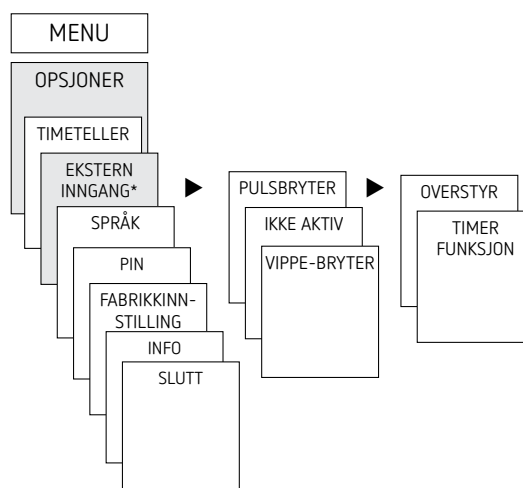 MENU
OPSJONER
TIMETELLER
EKSTERN
INNGANG*
SPRÅK
PIN
FABRIKKINN-
STILLING
INFO
SLUTT
PULSBRYTER
IKKE AKTIV
VIPPE-BRYTER
OVERSTYR
TIMER
FUNKSJON